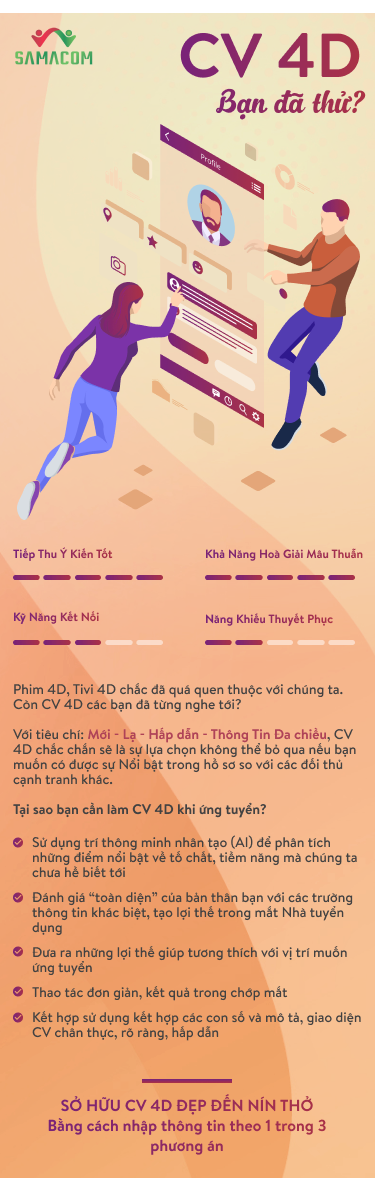 SAMACOM
CV 4D
Bạn đã thử?
Profile
Tiếp Thu Ý Kiến Tốt
Khả Năng Hoà Giải Mâu Thuẫn
Kỹ Năng Kết Nối
Năng Khiếu Thuyết Phục
Phim 4D, Tivi 4D chắc đã quá quen thuộc với chúng ta.
Còn CV 4D các bạn đã từng nghe tới?
Với tiêu chí: Mới - Lạ - Hấp dẫn - Thông Tin Đa chiều, CV
4D chắc chắn sẽ là sự lựa chọn không thể bỏ qua nếu bạn
muốn có được sự Nổi bật trong hồ sơ so với các đối thủ
cạnh tranh khác.
Tại sao bạn cần làm CV 4D khi ứng tuyển?
Sử dụng trí thông minh nhân tạo (AI) để phân tích
những điểm nổi bật về tố chất, tiềm năng mà chúng ta
chưa hề biết tới
Đánh giá “toàn diện” của bản thân bạn với các trường
thông tin khác biệt, tạo lợi thế trong mắt Nhà tuyển
dụng
Đưa ra những lợi thế giúp tương thích với vị trí muốn
ứng tuyển
Thao tác đơn giản, kết quả trong chớp mắt
Kết hợp sử dụng kết hợp các con số và mô tả, giao diện
CV chân thực, rõ ràng, hấp dẫn
SỞ HỮU CV 4D ĐẸP ĐẾN NÍN THỞ
Bằng cách nhập thông tin theo 1 trong 3
phương án